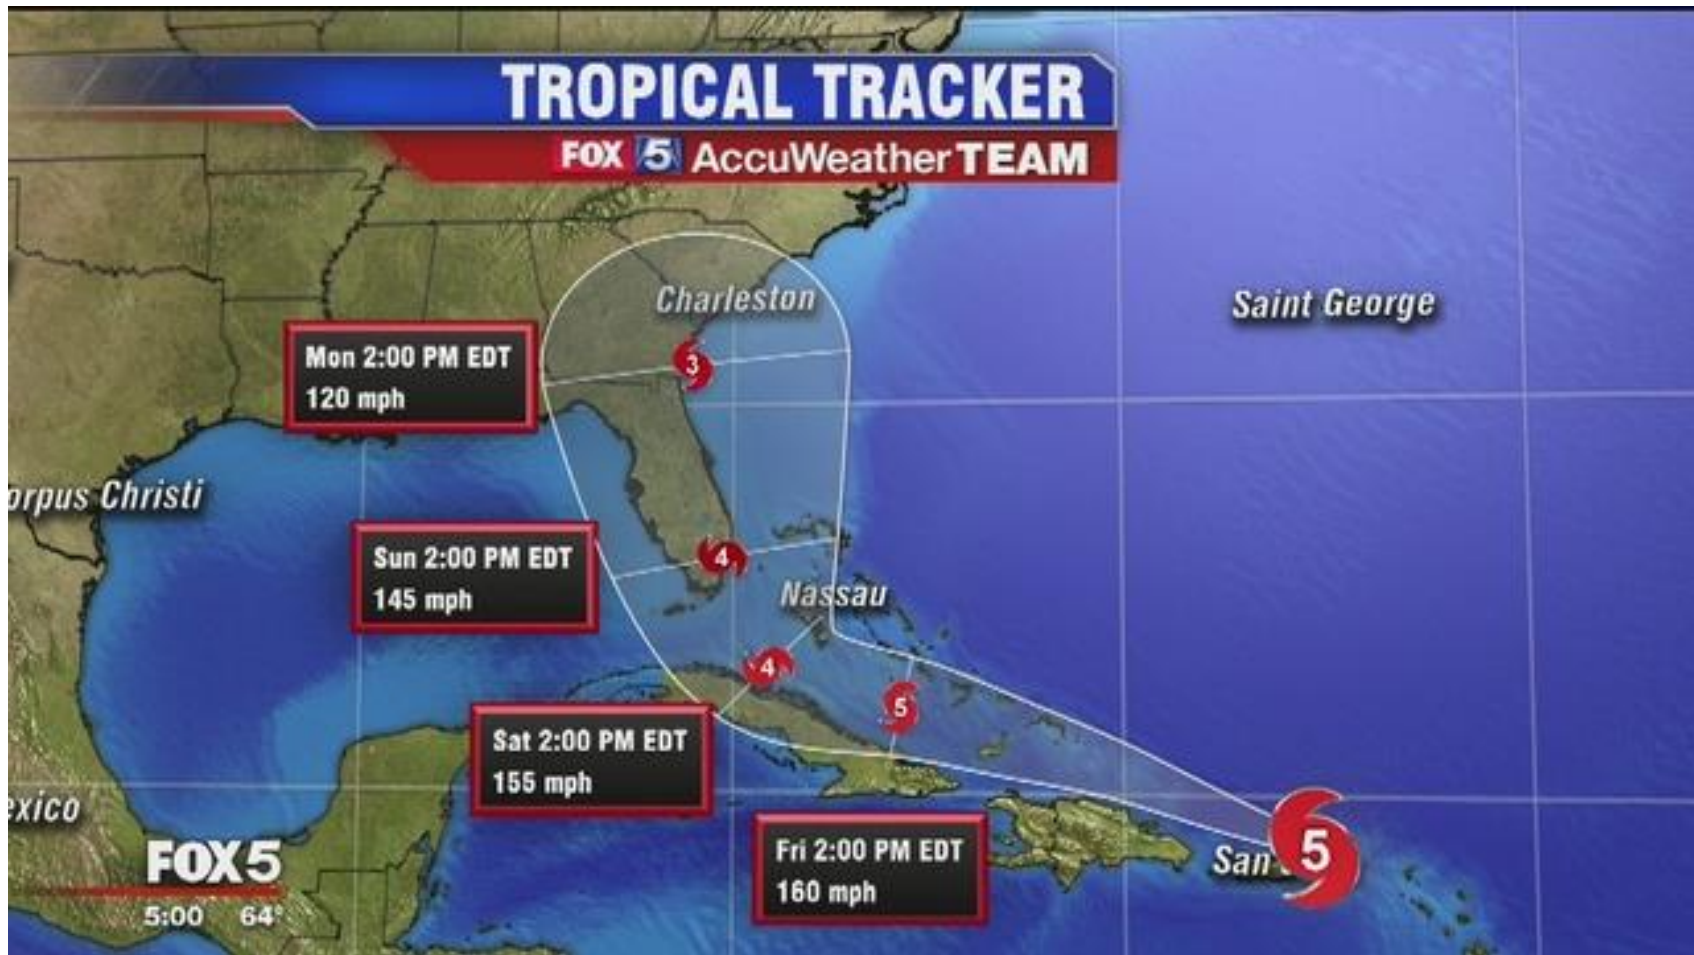 TROPICAL TRACKER
FOX 5 AccuWeather TEAM
Charleston
Saint George
Mon 2:00 PM EDT
120 mph
3
orpus Christi
Sun 2:00 PM EDT
145 mph
4
Nassau
4
5
Sat 2:00 PM EDT
155 mph
exico
Fri 2:00 PM EDT
160 mph
San
5
FOX 5
5:00 64°